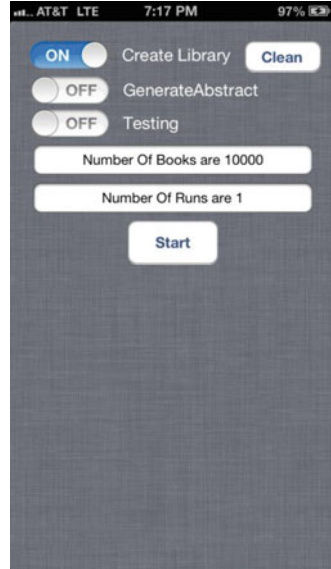 AT&T LTE 7:17 PM 97%
ON Create Library Clean
OFF GenerateAbstract
OFF Testing
Number Of Books are 10000
Number Of Runs are 1
Start